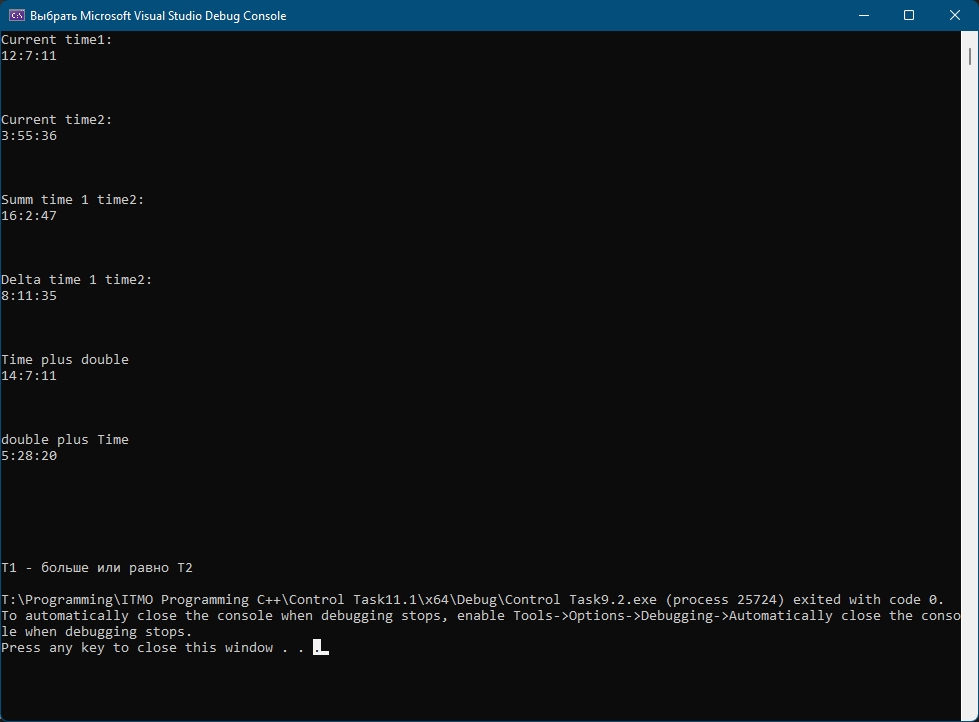 Выбрать Microsoft Visual Studio Debug Console
Current time1:
12:7:11
Current time2:
3:55:36
Summ time 1 time2:
16:2:47
Delta time 1 time2:
8:11:35
Time plus double
14:7:11
double plus Time
5:28:20
T1 - больше или равно T2
T:\Programming\ITMO Programming C++\Control Task11.1\x64\Debug\Control Task9.2.exe (process 25724) exited with code 0.
To automatically close the console when debugging stops, enable Tools->Options->Debugging->Automatically close the conso
le when debugging stops.
Press any key to close this window . . .